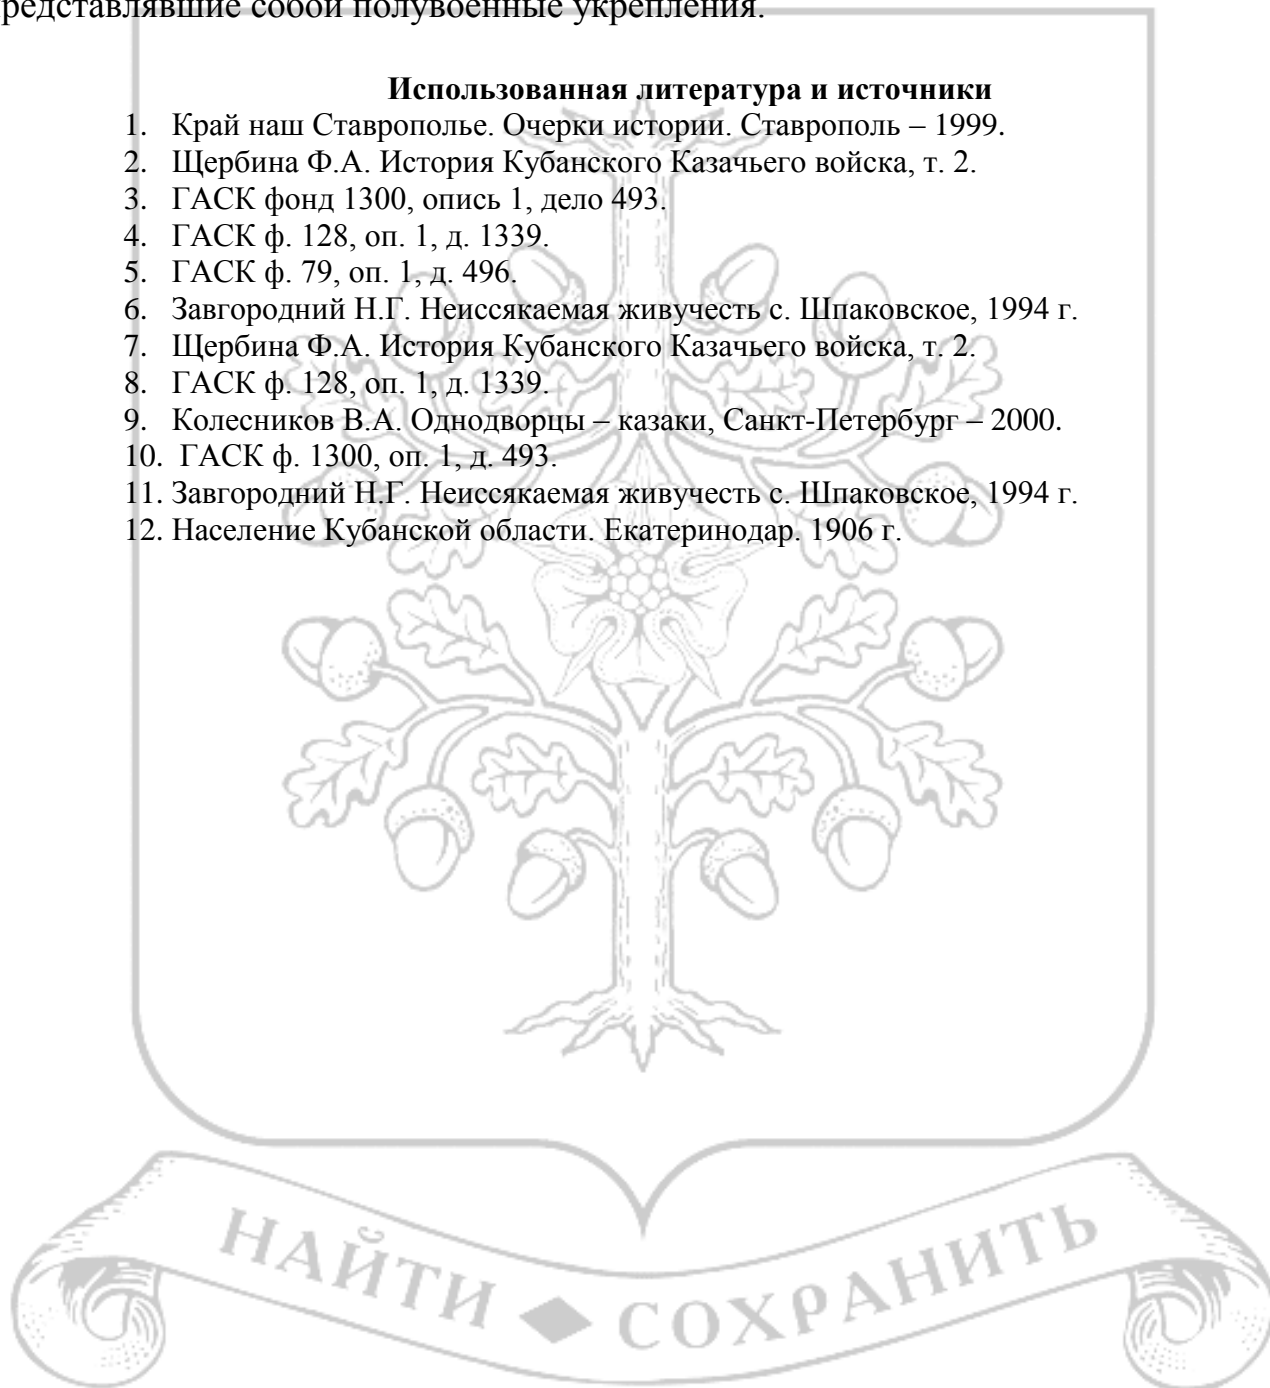 редставлявшие собой полувоенные укрепления.
Использованная литература и источники
1. Край наш Ставрополье. Очерки истории. Ставрополь – 1999.
2. Щербина Ф.А. История Кубанского Казачьего войска, т. 2.
3. ГАСК фонд 1300, опись 1, дело 493.
4. ГАСК ф. 128, оп. 1, д. 1339.
5. ГАСК ф. 79, оп. 1, д. 496.
6. Завгородний Н.Г. Неиссякаемая живучесть с. Шпаковское, 1994 г.
7. Щербина Ф.А. История Кубанского Казачьего войска, т. 2.
8. ГАСК ф. 128, оп. 1, д. 1339.
9. Колесников В.А. Однодворцы – казаки, Санкт-Петербург – 2000.
10. ГАСК ф. 1300, оп. 1, д. 493.
11. Завгородний Н.Г. Неиссякаемая живучесть с. Шпаковское, 1994 г.
12. Население Кубанской области. Екатеринодар. 1906 г.
НАЙТИ ◆ СОХРАНИТЬ